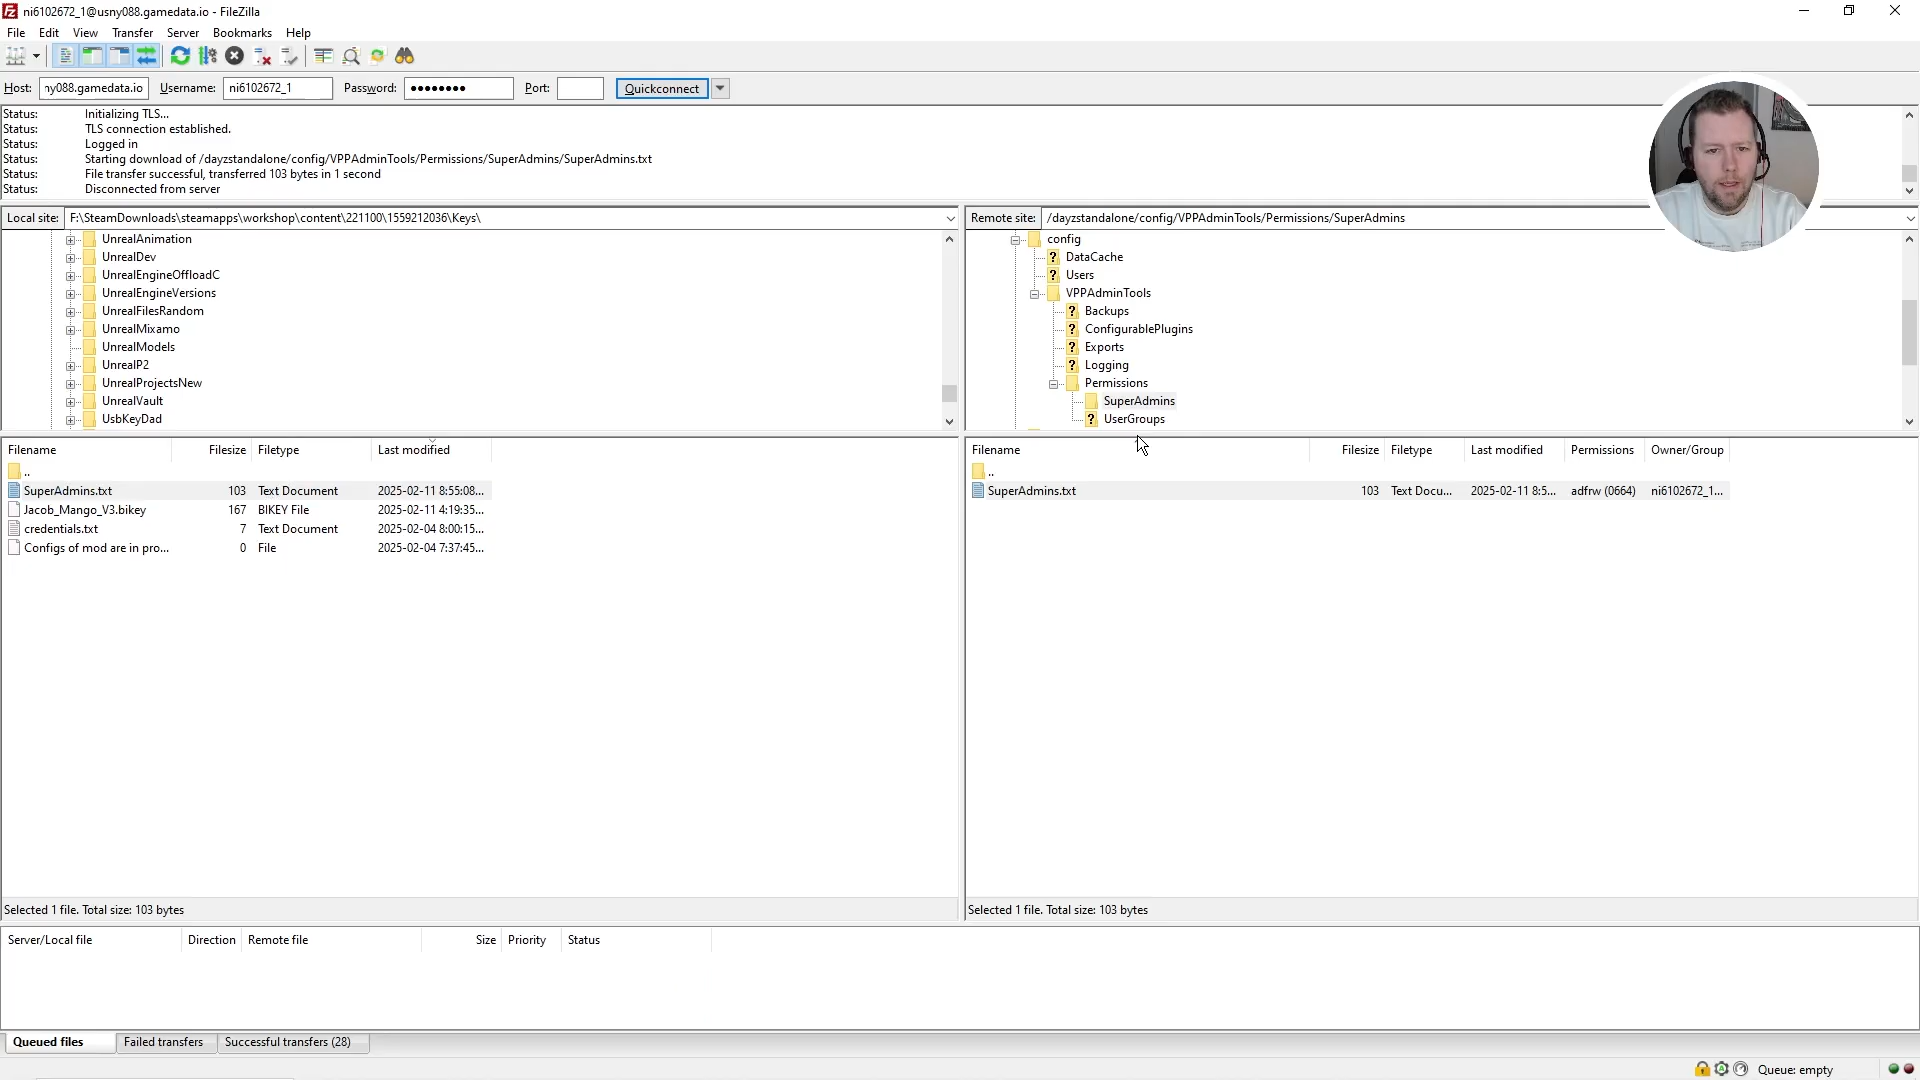 ni6102672_1@usny088.gamedata.io - FileZilla
File Edit View Transfer Server Bookmarks Help
Host: ny088.gamedata.io Username: ni6102672_1 Password: ●●●●●●●● Port: Quickconnect
Status: Initializing TLS...
Status: TLS connection established.
Status: Logged in
Status: Starting download of /dayzstandalone/config/VPPAdminTools/Permissions/SuperAdmins/SuperAdmins.txt
Status: File transfer successful, transferred 103 bytes in 1 second
Status: Disconnected from server
Local site: F:\SteamDownloads\steamapps\workshop\content\221100\1559212036\Keys\
UnrealAnimation
UnrealDev
UnrealEngineOffloadC
UnrealEngineVersions
UnrealFilesRandom
UnrealMixamo
UnrealModels
UnrealP2
UnrealProjectsNew
UnrealVault
UsbKeyDad
Filename Filesize Filetype Last modified
..
SuperAdmins.txt 103 Text Document 2025-02-11 8:55:08...
Jacob_Mango_V3.bikey 167 BIKEY File 2025-02-11 4:19:35...
credentials.txt 7 Text Document 2025-02-04 8:00:15...
Configs of mod are in pro... 0 File 2025-02-04 7:37:45...
Selected 1 file. Total size: 103 bytes
Remote site: /dayzstandalone/config/VPPAdminTools/Permissions/SuperAdmins
config
? DataCache
? Users
VPPAdminTools
? Backups
? ConfigurablePlugins
? Exports
? Logging
Permissions
SuperAdmins
? UserGroups
Filename Filesize Filetype Last modified Permissions Owner/Group
..
SuperAdmins.txt 103 Text Docu... 2025-02-11 8:5... adfrw (0664) ni6102672_1...
Selected 1 file. Total size: 103 bytes
Server/Local file Direction Remote file Size Priority Status
Queued files Failed transfers Successful transfers (28)
Queue: empty